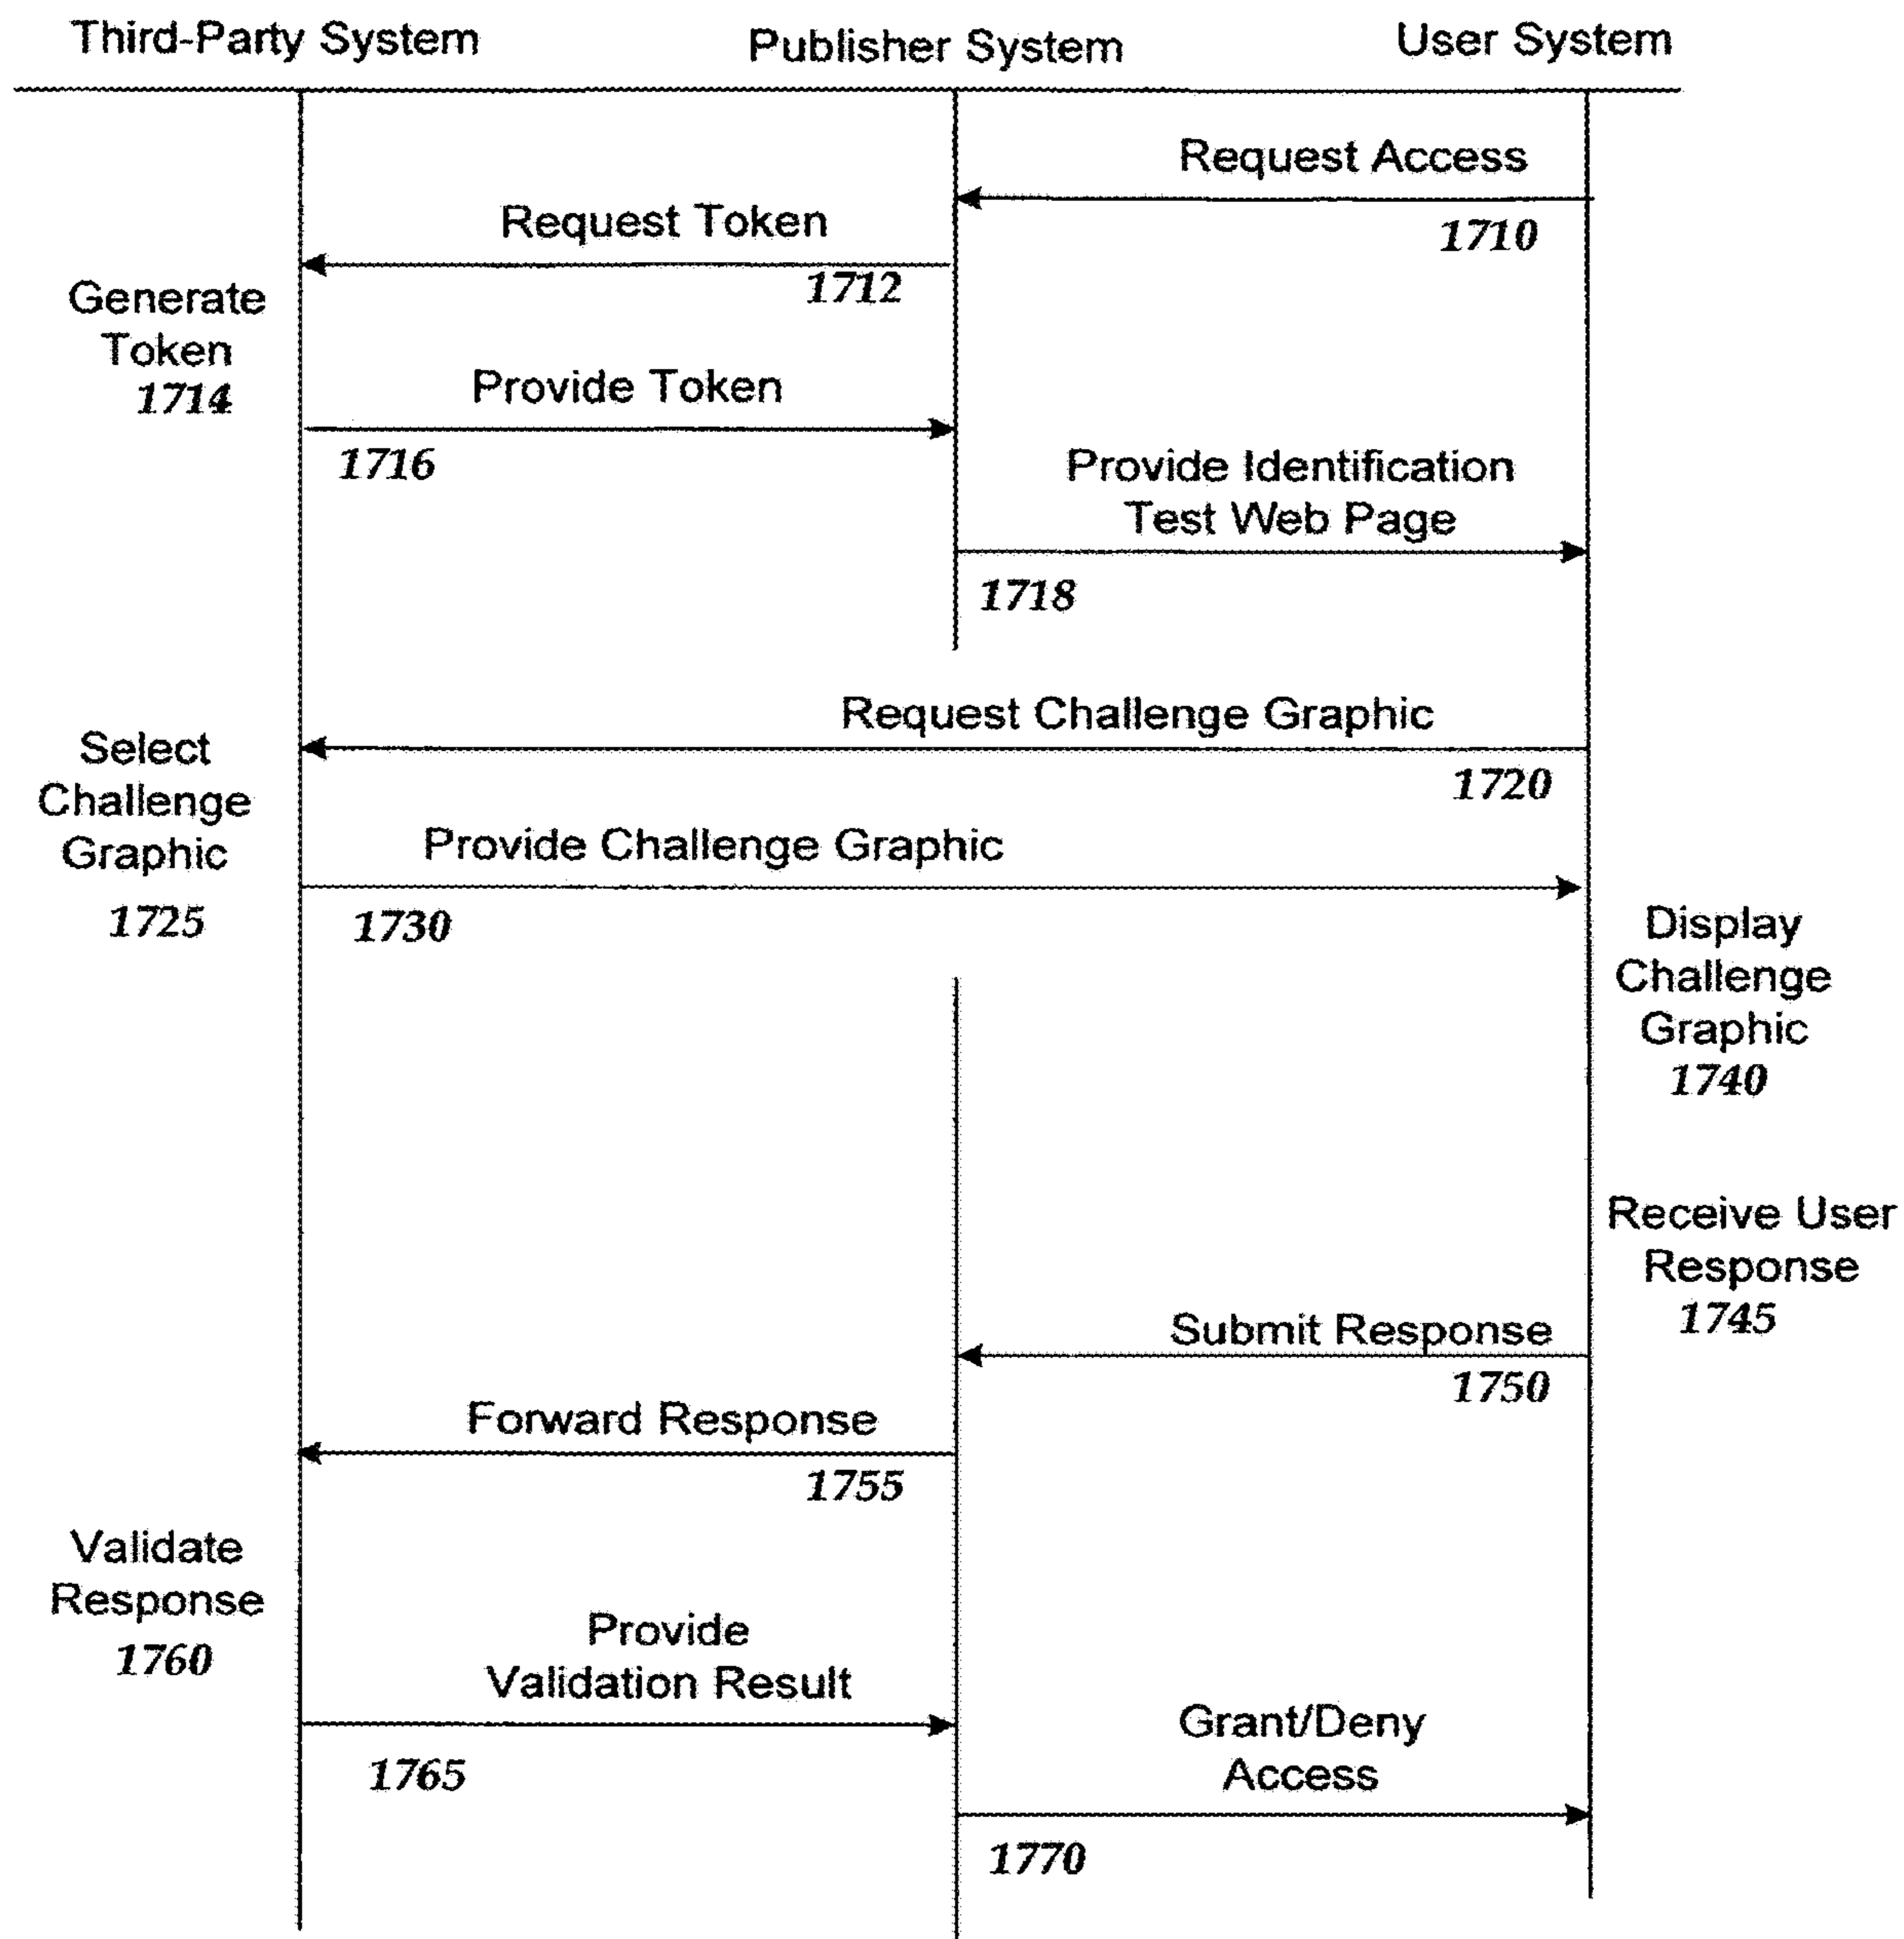 Third-Party System
Publisher System
User System
Request Access
1710
Request Token
1712
Generate
Token
1714
Provide Token
1716
Provide Identification
Test Web Page
1718
Request Challenge Graphic
1720
Select
Challenge
Graphic
1725
Provide Challenge Graphic
1730
Display
Challenge
Graphic
1740
Receive User
Response
1745
Submit Response
1750
Forward Response
1755
Validate
Response
1760
Provide
Validation Result
1765
Grant/Deny
Access
1770